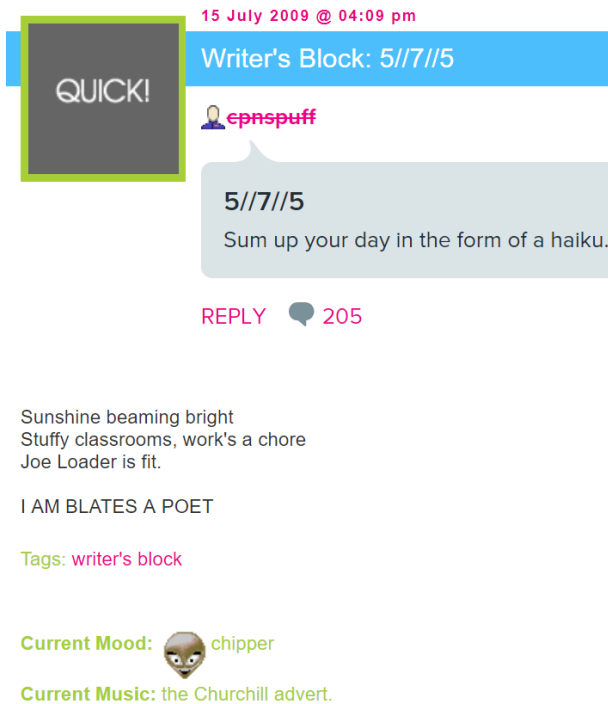 15 July 2009 @ 04:09 pm
QUICK!
Writer's Block: 5//7//5
cpnspuff
5//7//5
Sum up your day in the form of a haiku.
REPLY 205
Sunshine beaming bright
Stuffy classrooms, work's a chore
Joe Loader is fit.
I AM BLATES A POET
Tags: writer's block
Current Mood: chipper
Current Music: the Churchill advert.